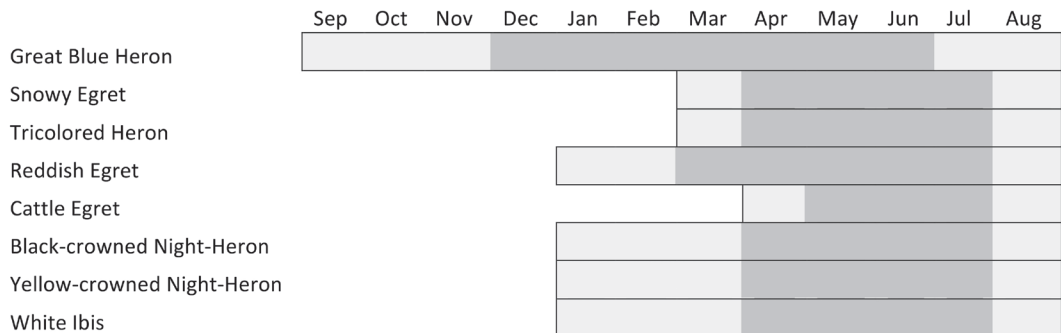 Sep Oct Nov Dec Jan Feb Mar Apr May Jun Jul Aug
Great Blue Heron
Snowy Egret
Tricolored Heron
Reddish Egret
Cattle Egret
Black-crowned Night-Heron
Yellow-crowned Night-Heron
White Ibis